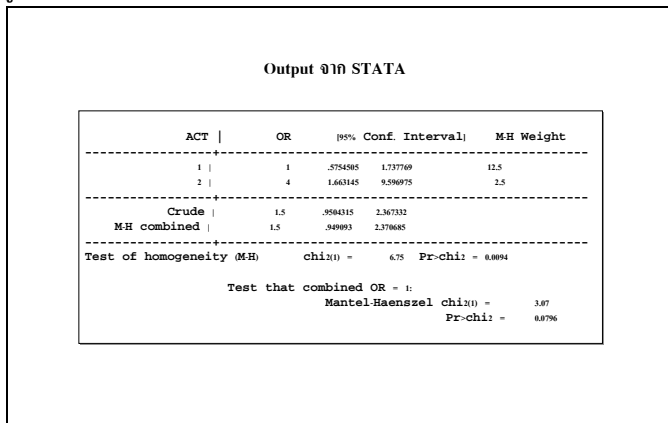 Output จาก STATA
ACT | OR [95% Conf. Interval] M-H Weight
-----------------+-------------------------------------------------
1 | 1 .5754505 1.737769 12.5
2 | 4 1.663145 9.596975 2.5
-----------------+-------------------------------------------------
Crude | 1.5 .9504315 2.367332
M-H combined | 1.5 .949093 2.370685
-----------------+-------------------------------------------------
Test of homogeneity (M-H) chi2(1) = 6.75 Pr>chi2 = 0.0094
Test that combined OR = 1:
Mantel-Haenszel chi2(1) = 3.07
Pr>chi2 = 0.0796